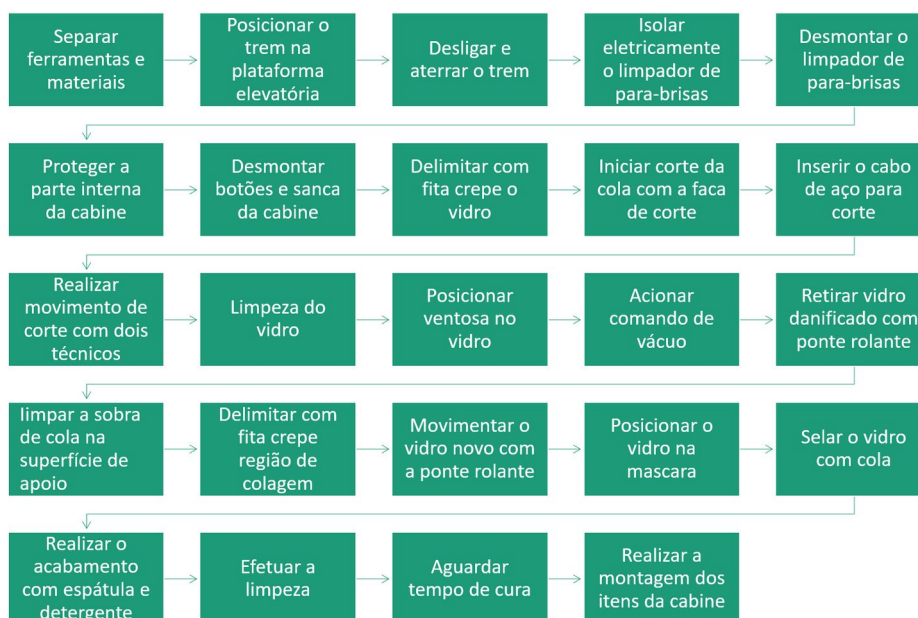 Separar
ferramentas e
materiais
Posicionar o
trem na
plataforma
elevatória
Desligar e
aterrar o trem
Isolar
eletricamente
o limpador de
para-brisas
Desmontar o
limpador de
para-brisas
Proteger a
parte interna
da cabine
Desmontar
botões e sanca
da cabine
Delimitar com
fita crepe o
vidro
Iniciar corte
da cola com a
faca de corte
Inserir o cabo
de aço para
corte
Realizar
movimento de
corte com dois
técnicos
Limpeza do
vidro
Posicionar
ventosa no
vidro
Acionar
comando de
vácuo
Retirar vidro
danificado com
ponte rolante
limpar a sobra
de cola na
superfície de
apoio
Delimitar com
fita crepe
região de
colagem
Movimentar o
vidro novo com
a ponte rolante
Posicionar o
vidro na
mascara
Selar o vidro
com cola
Realizar o
acabamento
com espátula e
detergente
Efetuar a
limpeza
Aguardar
tempo de cura
Realizar a
montagem dos
itens da cabine